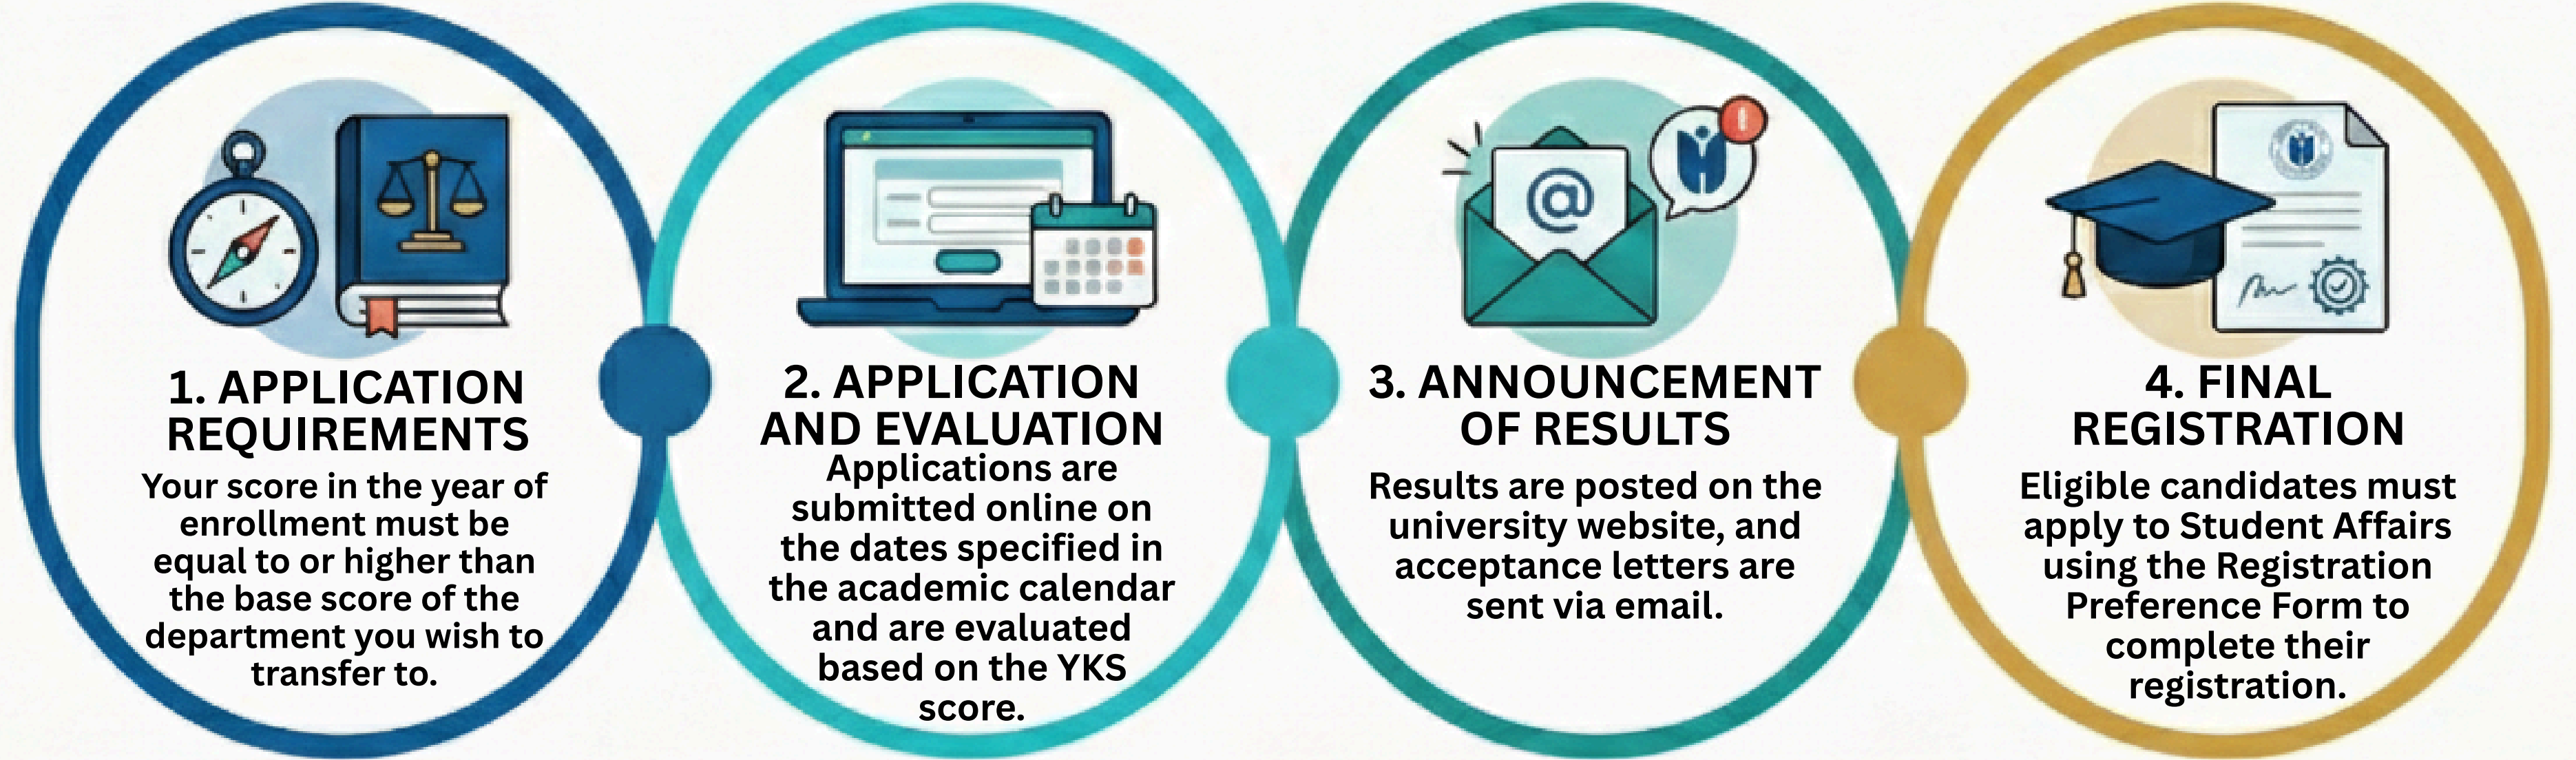 1. APPLICATION
REQUIREMENTS
Your score in the year of
enrollment must be
equal to or higher than
the base score of the
department you wish to
transfer to.
2. APPLICATION
AND EVALUATION
Applications are
submitted online on
the dates specified in
the academic calendar
and are evaluated
based on the YKS
score.
@
3. ANNOUNCEMENT
OF RESULTS
Results are posted on the
university website, and
acceptance letters are
sent via email.
4. FINAL
REGISTRATION
Eligible candidates must
apply to Student Affairs
using the Registration
Preference Form to
complete their
registration.